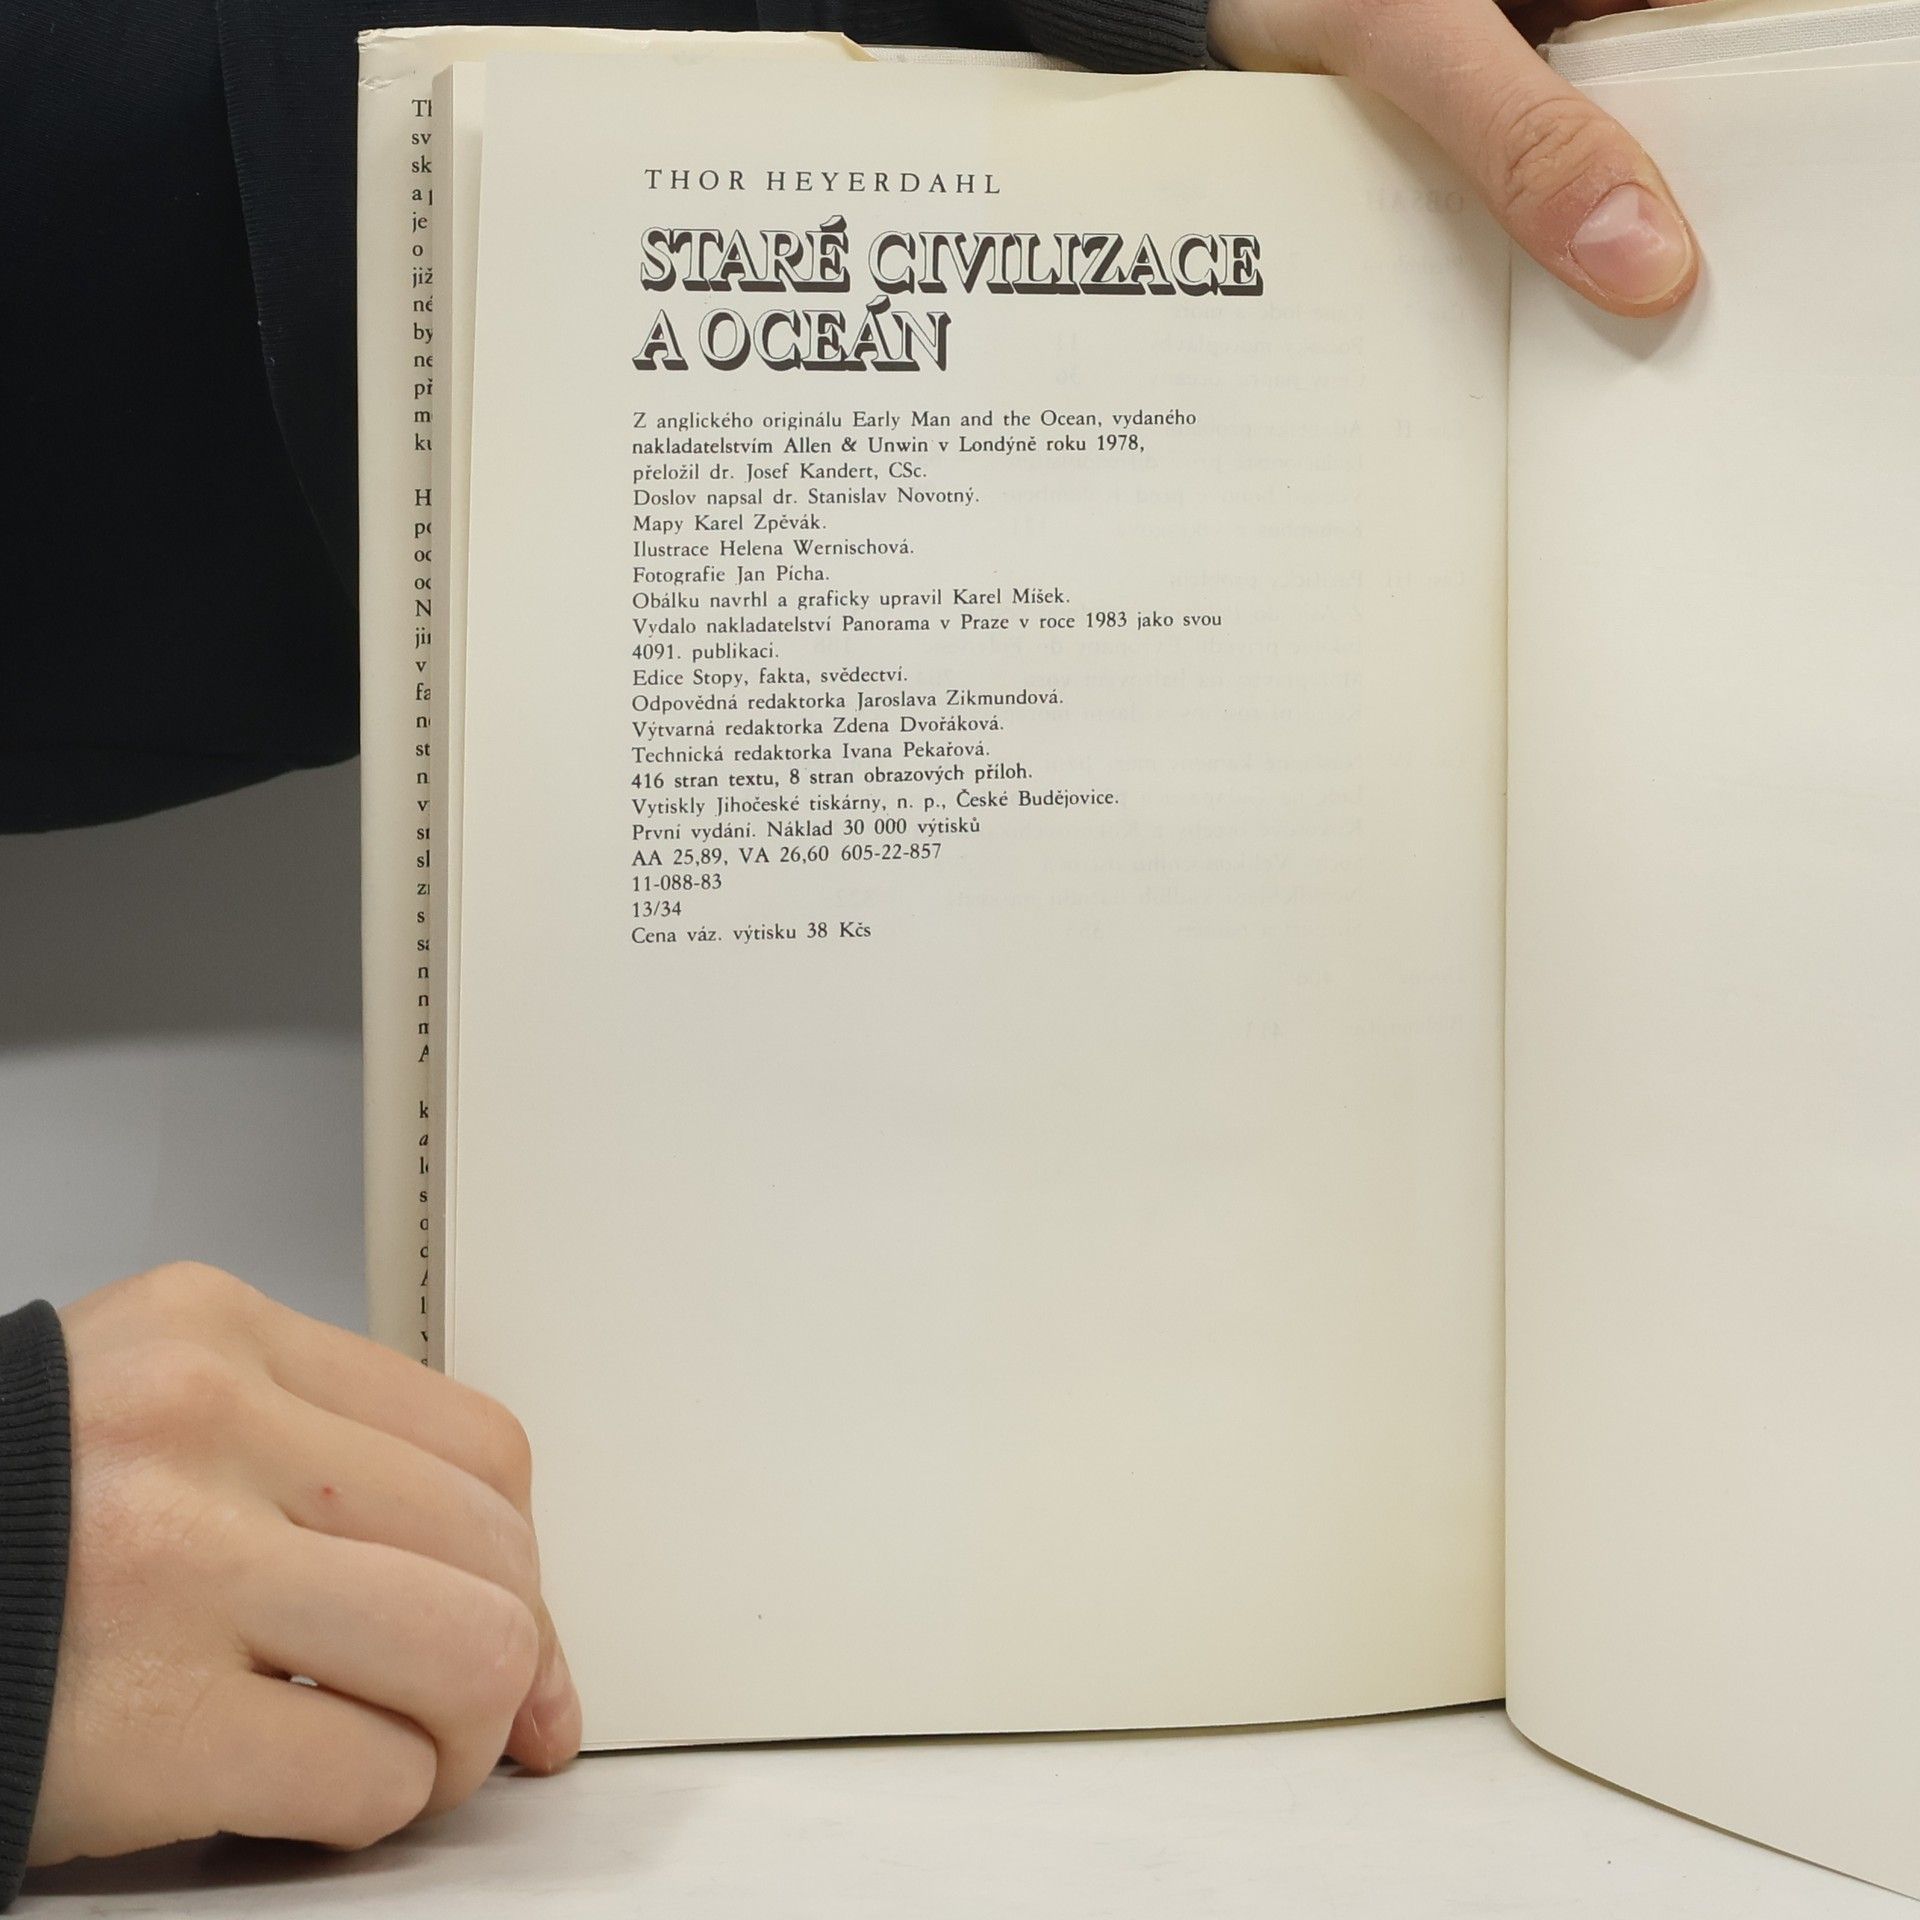 THOR HEYERDAHL
STARÉ CIVILIZACE
A OCEÁN
Z anglického originálu Early Man and the Ocean, vydaného
nakladatelstvím Allen & Unwin v Londýně roku 1978,
přeložil dr. Josef Kandert, CSc.
Doslov napsal dr. Stanislav Novotný.
Mapy Karel Zpěvák.
Ilustrace Helena Wernischová.
Fotografie Jan Pícha.
Obálku navrhl a graficky upravil Karel Míšek.
Vydalo nakladatelství Panorama v Praze v roce 1983 jako svou
4091. publikaci.
Edice Stopy, fakta, svědectví.
Odpovědná redaktorka Jaroslava Zikmundová.
Výtvarná redaktorka Zdena Dvořáková.
Technická redaktorka Ivana Pekařová.
416 stran textu, 8 stran obrazových příloh.
Vytiskly Jihočeské tiskárny, n. p., České Budějovice.
První vydání. Náklad 30 000 výtisků
AA 25,89, VA 26,60 605-22-857
11-088-83
13/34
Cena váz. výtisku 38 Kčs